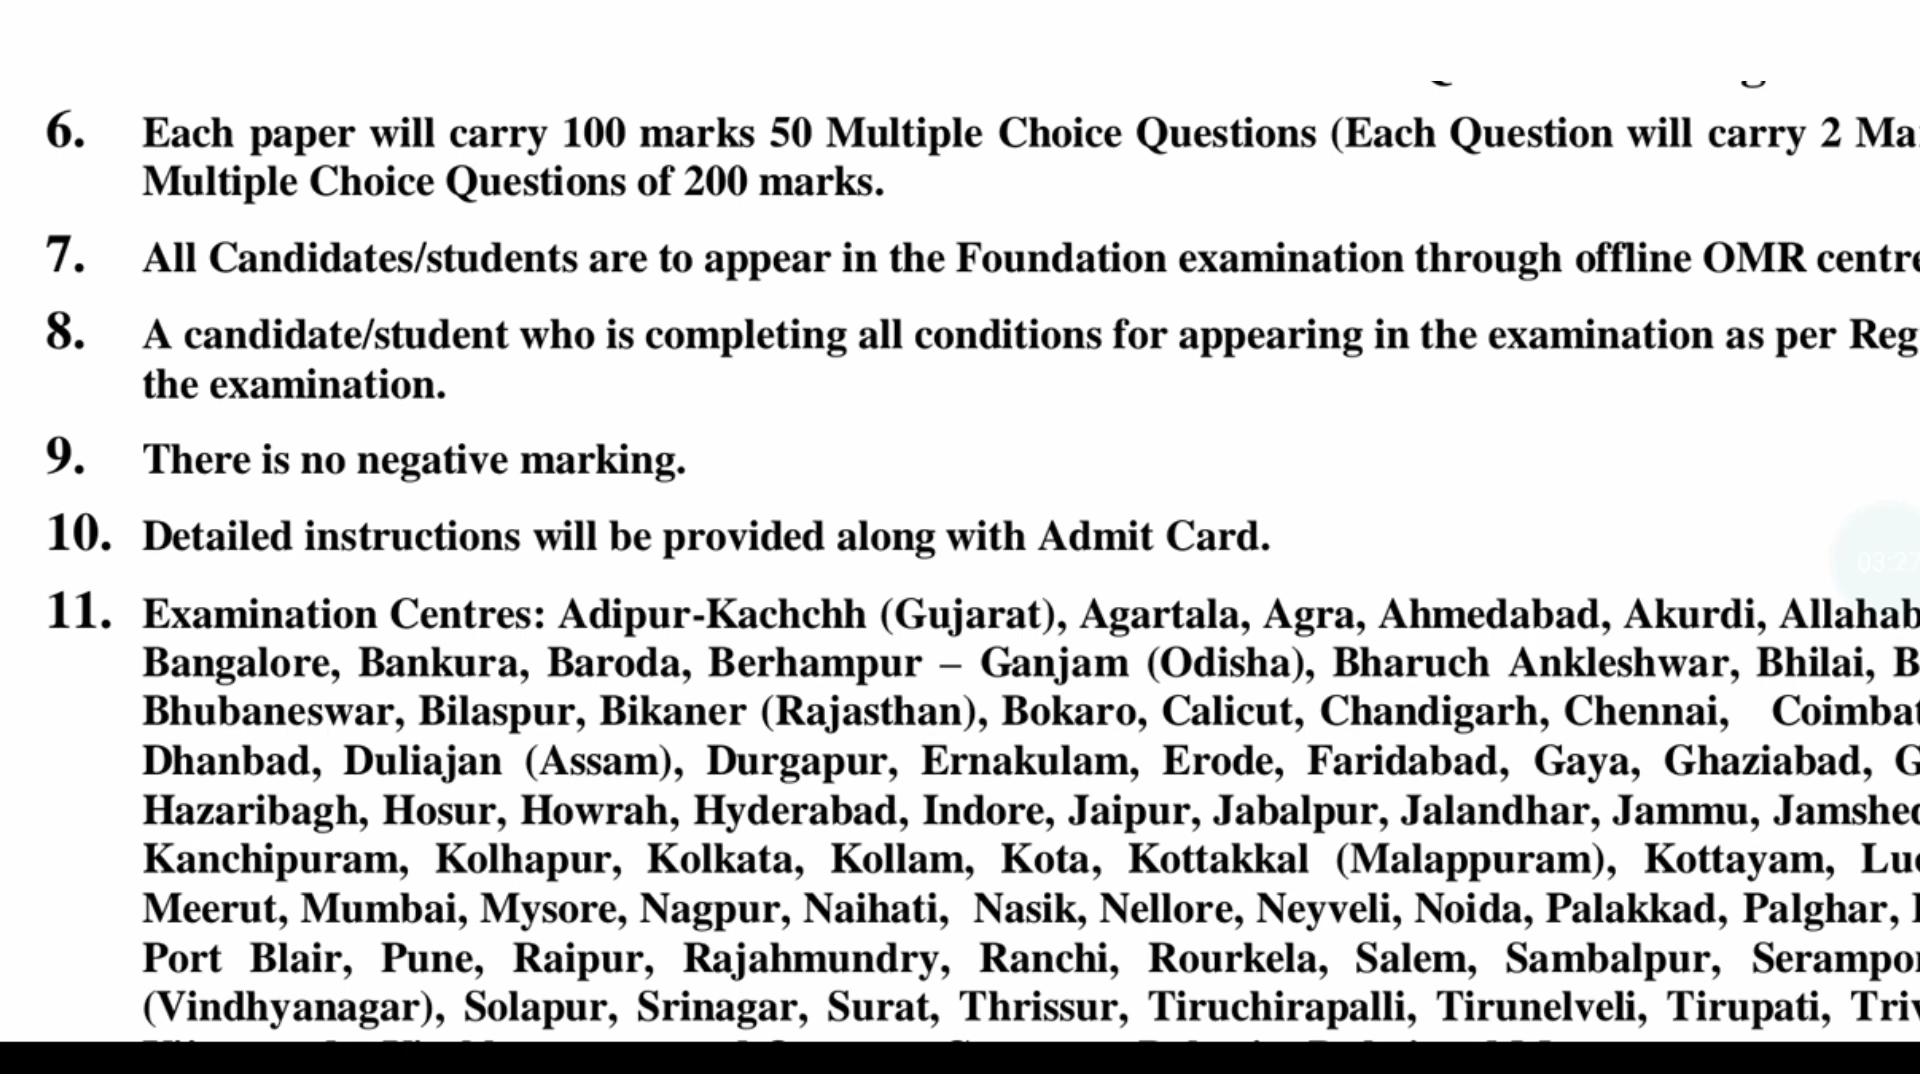 6. Each paper will carry 100 marks 50 Multiple Choice Questions (Each Question will carry 2
Multiple Choice Questions of 200 marks.
7. All Candidates/students are to appear in the Foundation examination through offline OMR
8. A candidate/student who is completing all conditions for appearing in the examination as per
the examination.
9. There is no negative marking.
10. Detailed instructions will be provided along with Admit Card.
03:27
11. Examination Centres: Adipur-Kachchh (Gujarat), Agartala, Agra, Ahmedabad, Akurdi,
Bangalore, Bankura, Baroda, Berhampur – Ganjam (Odisha), Bharuch Ankleshwar, Bhilai,
Bhubaneswar, Bilaspur, Bikaner (Rajasthan), Bokaro, Calicut, Chandigarh, Chennai,
Dhanbad, Duliajan (Assam), Durgapur, Ernakulam, Erode, Faridabad, Gaya, Ghaziabad,
Hazaribagh, Hosur, Howrah, Hyderabad, Indore, Jaipur, Jabalpur, Jalandhar, Jammu,
Kanchipuram, Kolhapur, Kolkata, Kollam, Kota, Kottakkal (Malappuram), Kottayam,
Meerut, Mumbai, Mysore, Nagpur, Naihati, Nasik, Nellore, Neyveli, Noida, Palakkad, Palghar,
Port Blair, Pune, Raipur, Rajahmundry, Ranchi, Rourkela, Salem, Sambalpur,
(Vindhyanagar), Solapur, Srinagar, Surat, Thrissur, Tiruchirapalli, Tirunelveli, Tirupati,